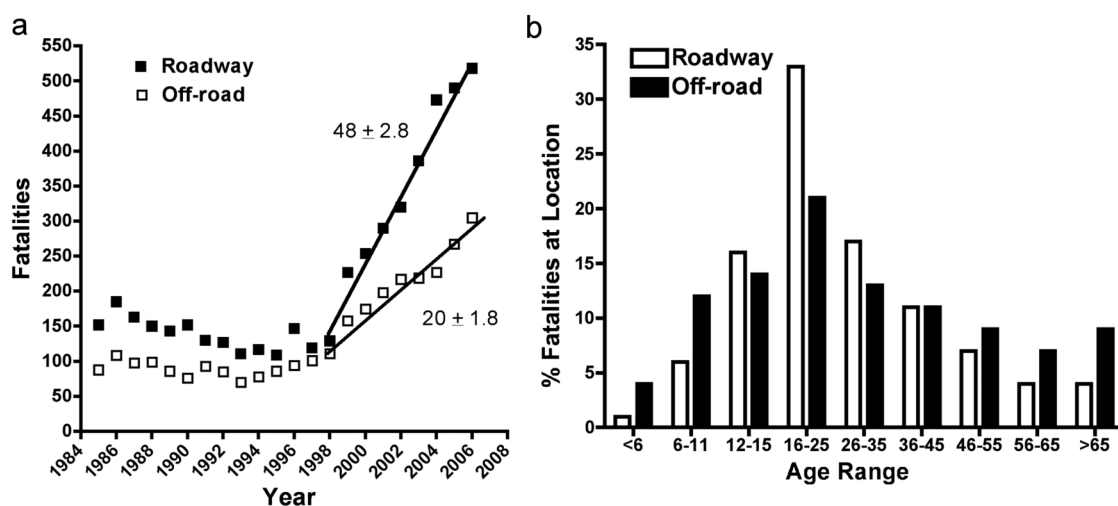 a
Fatalities
550
500
450
400
350
300
250
200
150
100
50
0
Roadway
Off-road
48 ± 2.8
20 ± 1.8
1984
1986
1988
1990
1992
1994
1996
1998
2000
2002
2004
2006
2008
Year
b
% Fatalities at Location
35
30
25
20
15
10
5
0
Roadway
Off-road
<6 6-11 12-15 16-25 26-35 36-45 46-55 56-65 >65
Age Range